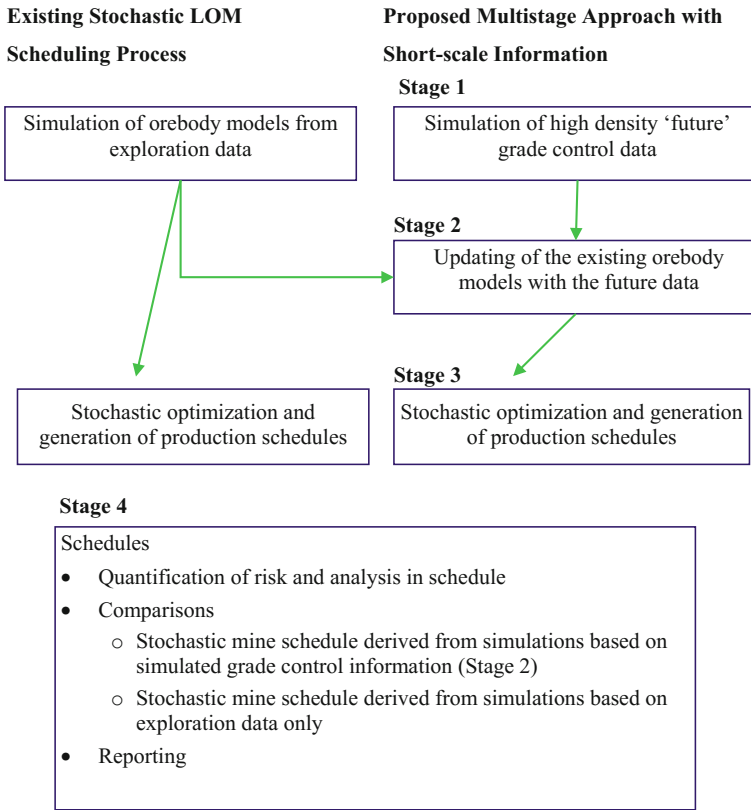 Existing Stochastic LOM
Scheduling Process
Proposed Multistage Approach with
Short-scale Information
Stage 1
Simulation of orebody models from
exploration data
Simulation of high density ‘future’
grade control data
Stage 2
Updating of the existing orebody
models with the future data
Stage 3
Stochastic optimization and
generation of production schedules
Stochastic optimization and generation
of production schedules
Stage 4
Schedules
• Quantification of risk and analysis in schedule
• Comparisons
o Stochastic mine schedule derived from simulations based on
simulated grade control information (Stage 2)
o Stochastic mine schedule derived from simulations based on
exploration data only
• Reporting